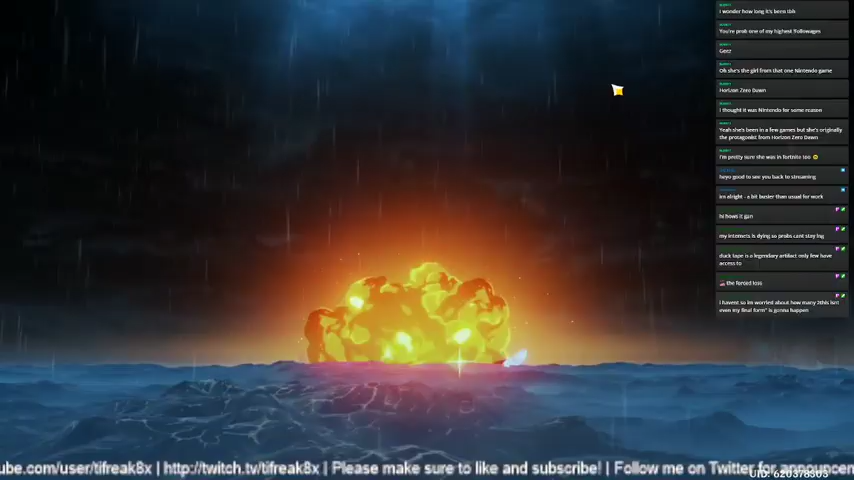 I wonder how long it's been tbh
You're prob one of my highest followages
Geez
Oh she's the girl from that one Nintendo game
Horizon Zero Dawn
I thought it was Nintendo for some reason
Yeah she's been in a few games but she's originally
the protagonist from Horizon Zero Dawn
I'm pretty sure she was in fortnite too
heyo good to see you back to streaming
im alright - a bit busier than usual for work
hi hows it gan
my internets is dying so probs cant stay lng
duck tape is a legendary artifact only few have
access to
the forced loss
i havent so im worried about how many "this isnt
even my final form" is gonna happen
ube.com/user/tifreak8x | http://twitch.tv/tifreak8x | Please make sure to like and subscribe! | Follow me on Twitter for announcen
UID: 620378303